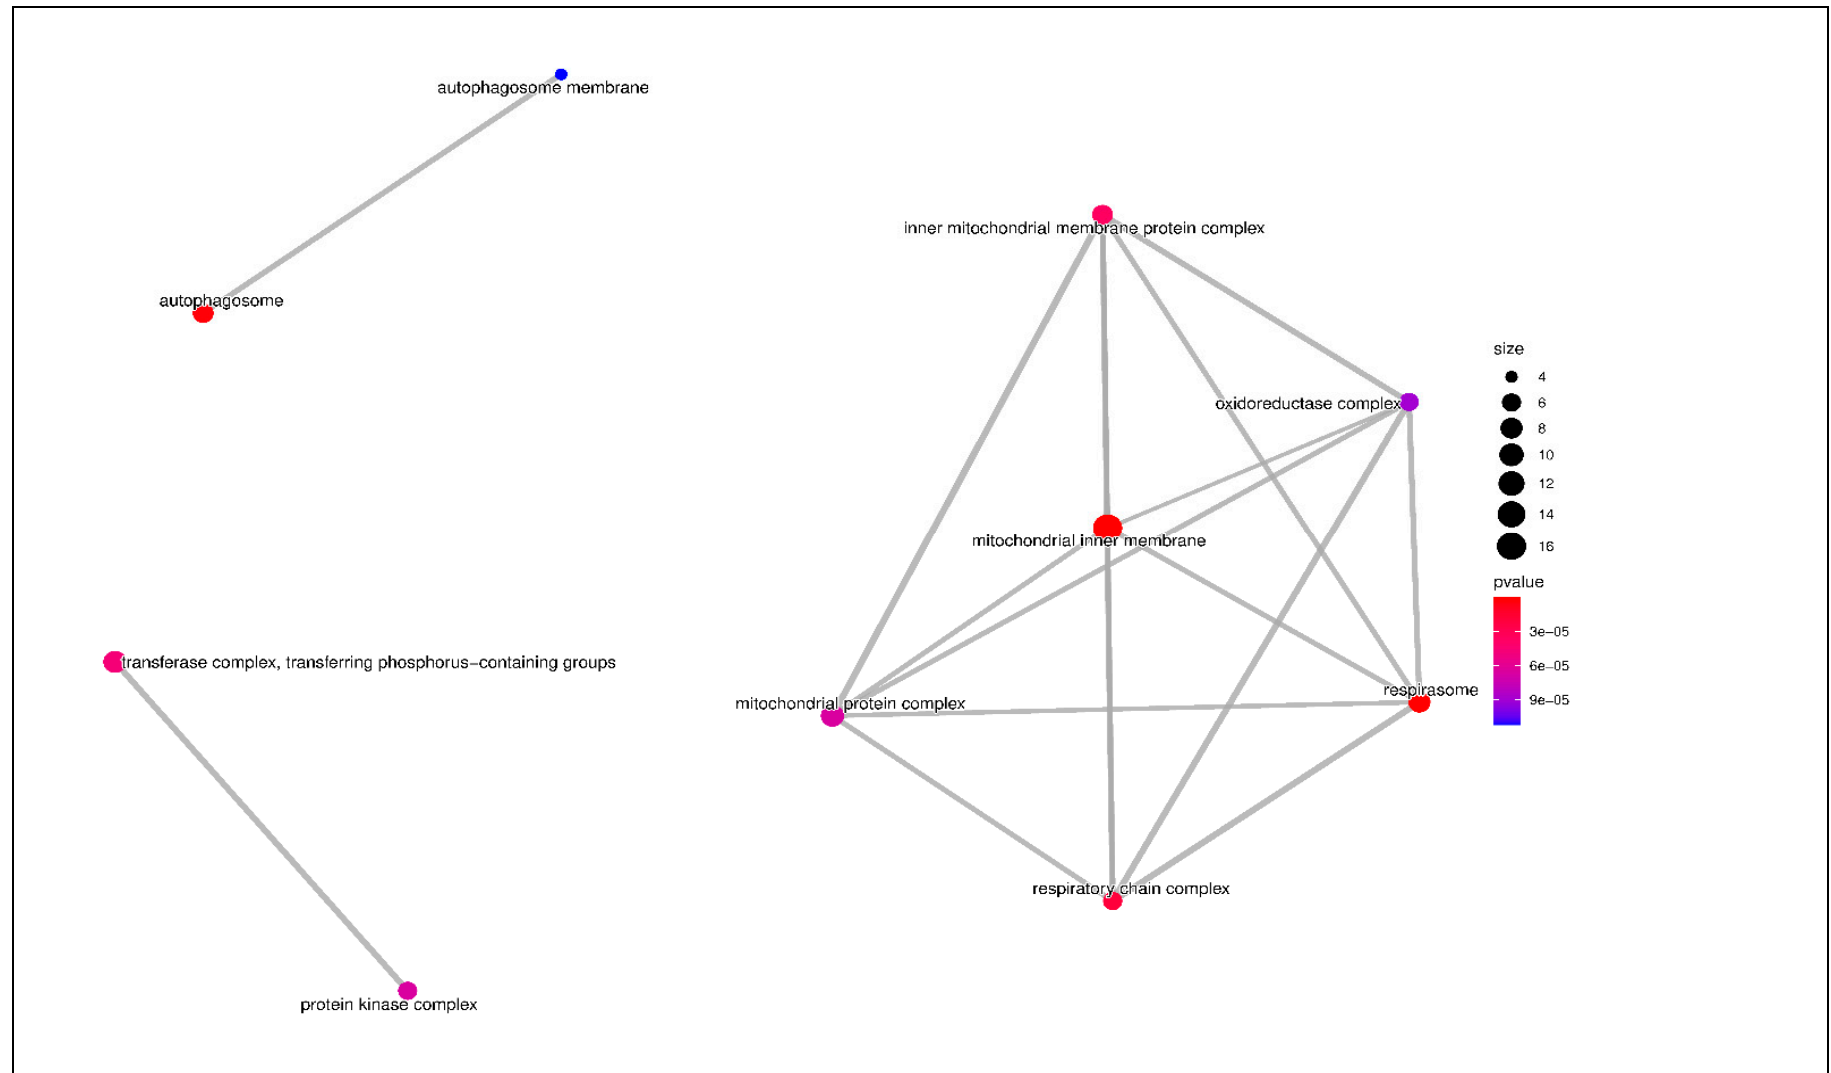 autophagosome membrane
inner mitochondrial membrane protein complex
autophagosome
size
4
oxidoreductase complex
6
8
10
12
14
mitochondrial inner membrane
16
pvalue
3e−05
transferase complex, transferring phosphorus−containing groups
6e−05
respirasome
9e−05
mitochondrial protein complex
respiratory chain complex
protein kinase complex